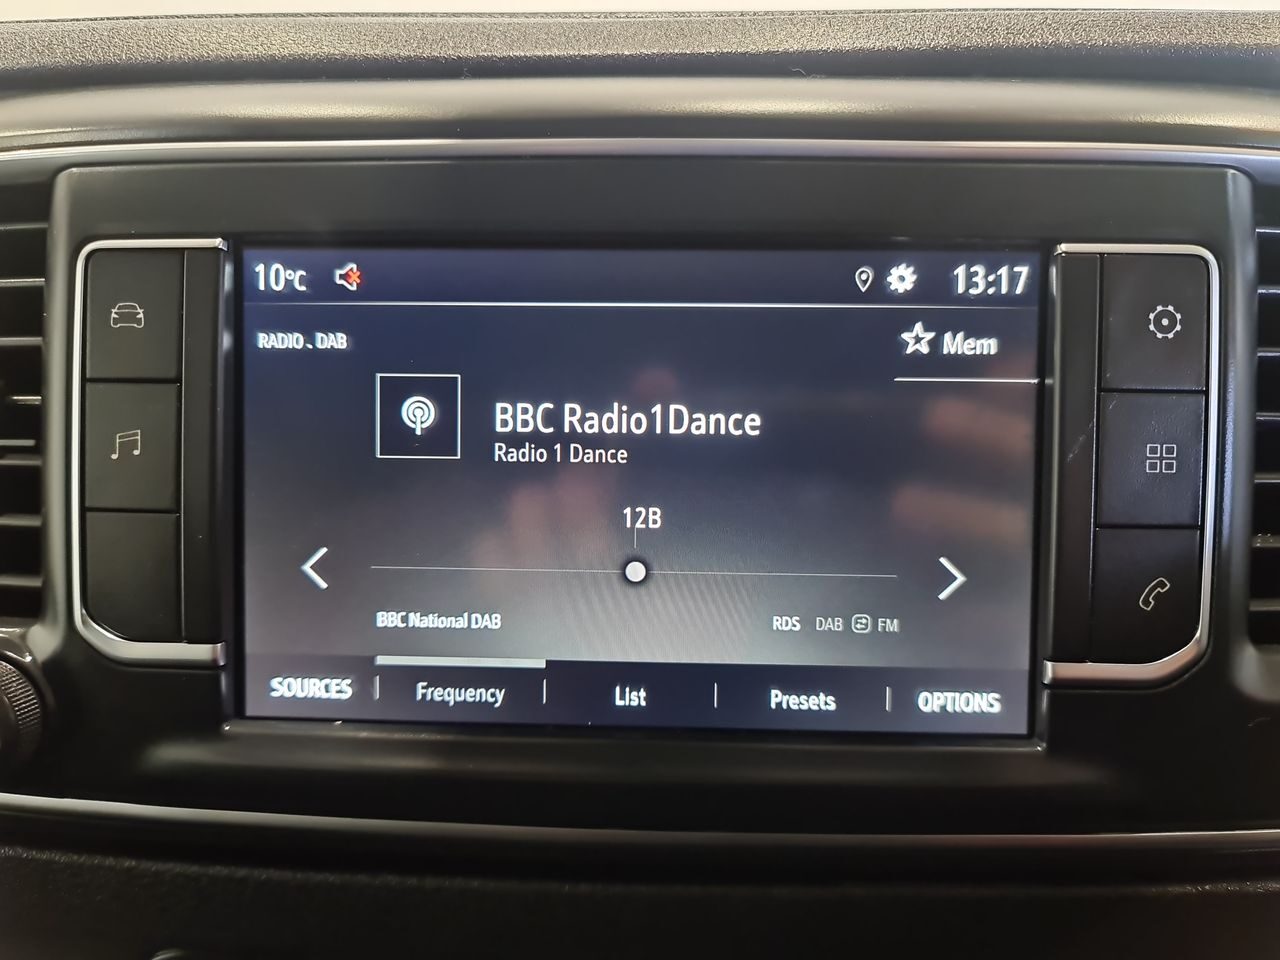 10°C 13:17
RADIO . DAB
Mem
BBC Radio1Dance
Radio 1 Dance
12B
BBC National DAB
RDS DAB FM
SOURCES Frequency List Presets OPTIONS